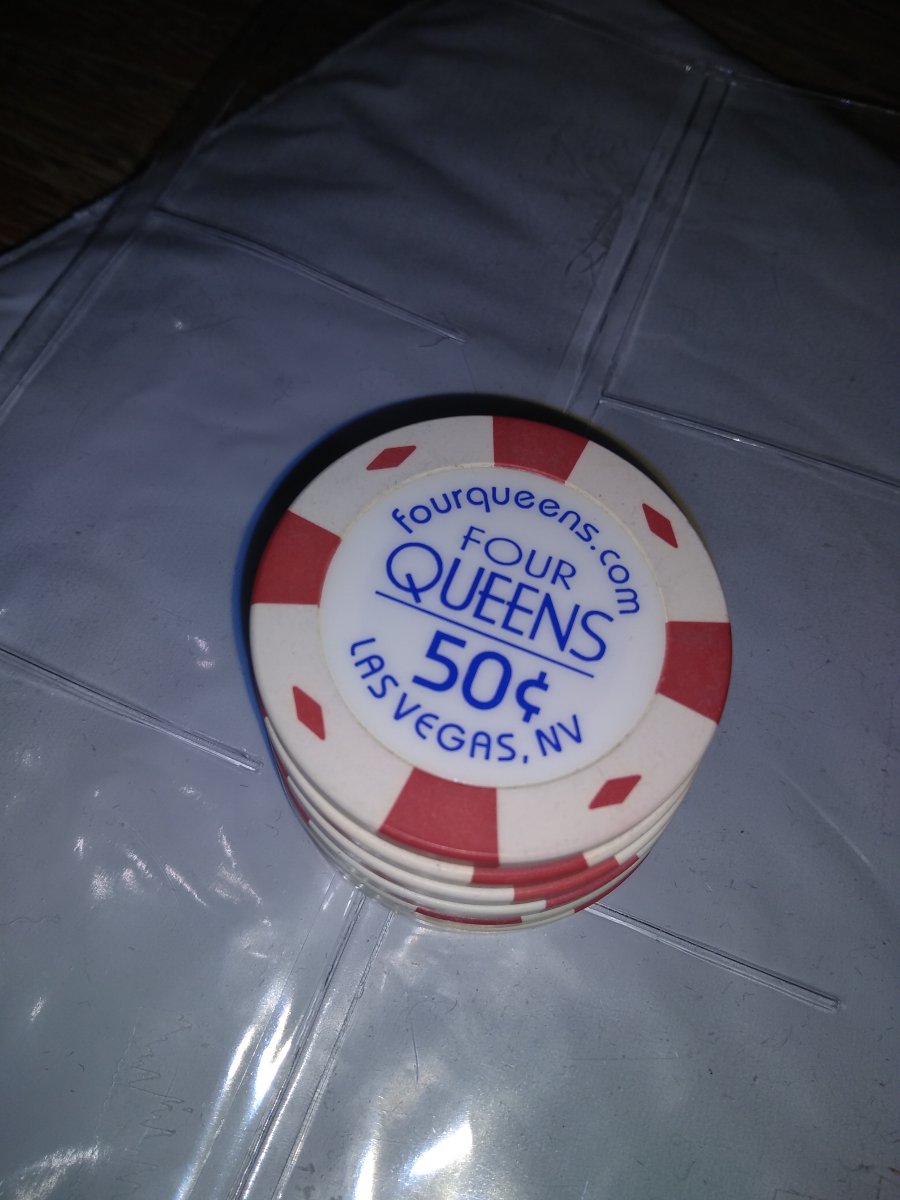 fourqueens.com
FOUR
QUEENS
50¢
LAS VEGAS, NV